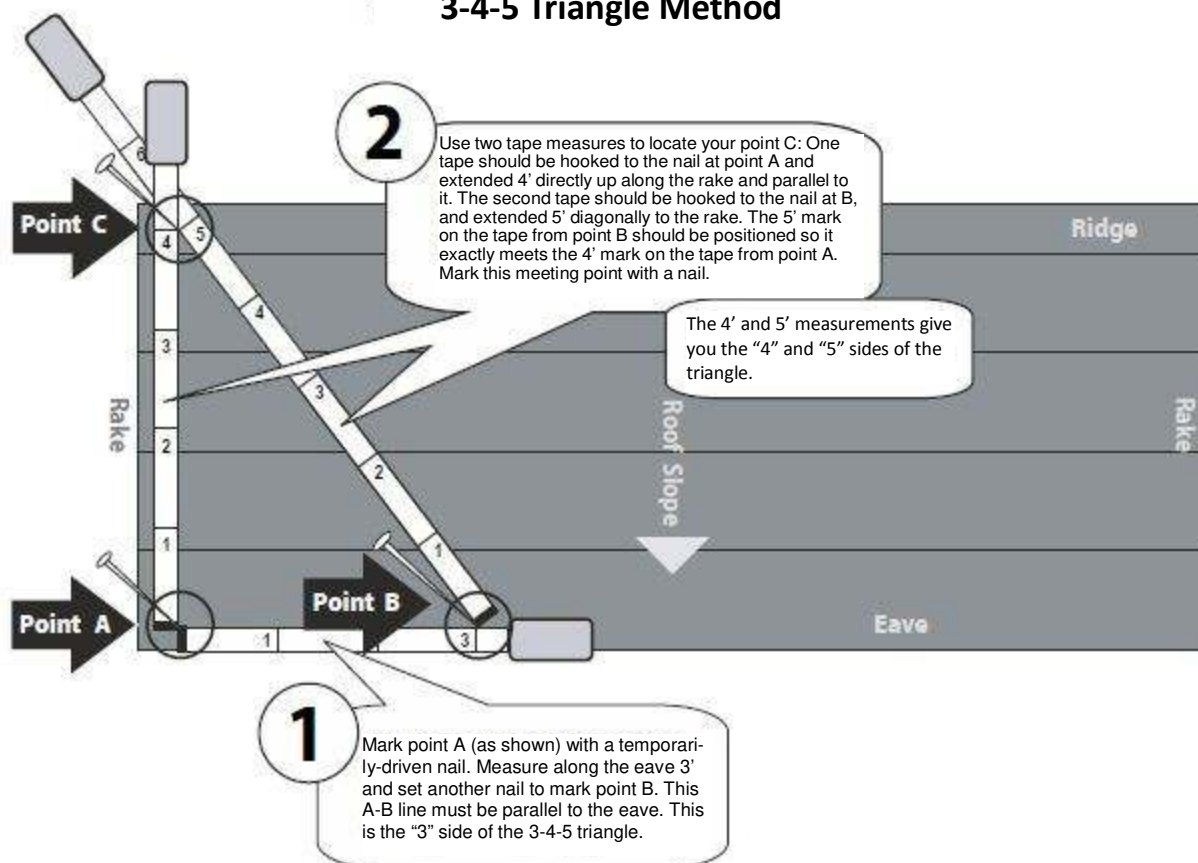 3-4-5 Triangle Method
2
Use two tape measures to locate your point C: One
tape should be hooked to the nail at point A and
extended 4’ directly up along the rake and parallel to
it. The second tape should be hooked to the nail at B,
and extended 5’ diagonally to the rake. The 5’ mark
on the tape from point B should be positioned so it
exactly meets the 4’ mark on the tape from point A.
Mark this meeting point with a nail.
6
Point C
4
5
Ridge
The 4’ and 5’ measurements give
you the “4” and “5” sides of the
triangle.
4
3
3
Rake
Roof Slope
Rake
2
2
1
1
Point A
Point B
Eave
1
3
1
Mark point A (as shown) with a temporari-
ly-driven nail. Measure along the eave 3’
and set another nail to mark point B. This
A-B line must be parallel to the eave. This
is the “3” side of the 3-4-5 triangle.